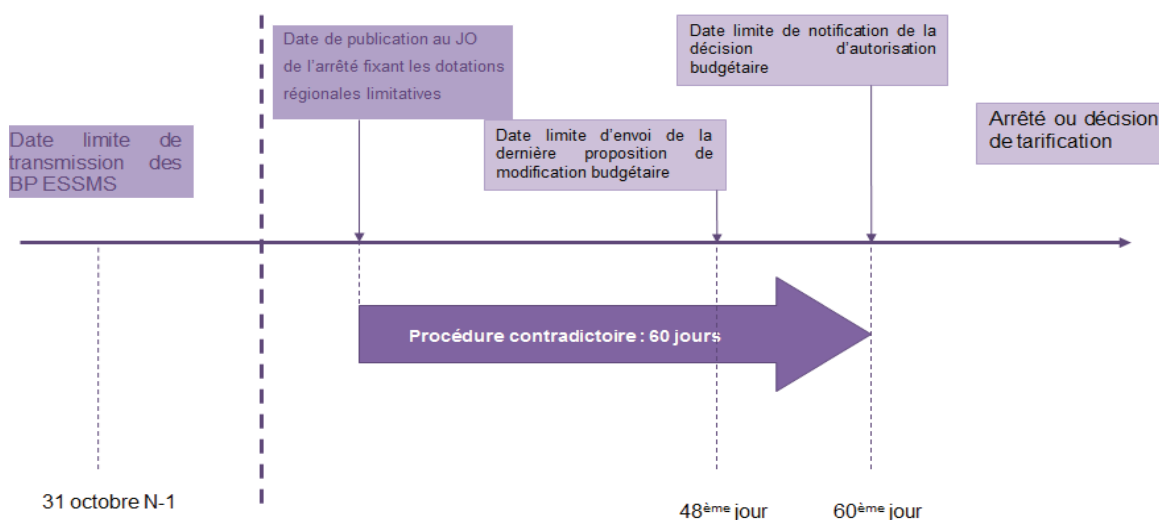 Date de publication au JO
de l'arrêté fixant les dotations
régionales limitatives
Date limite de notification de la
décision d'autorisation
budgétaire
Date limite de
transmission des
BP ESSMS
Date limite d'envoi de la
dernière proposition de
modification budgétaire
Arrêté ou décision
de tarification
Procédure contradictoire : 60 jours
31 octobre N-1
48ème jour
60ème jour